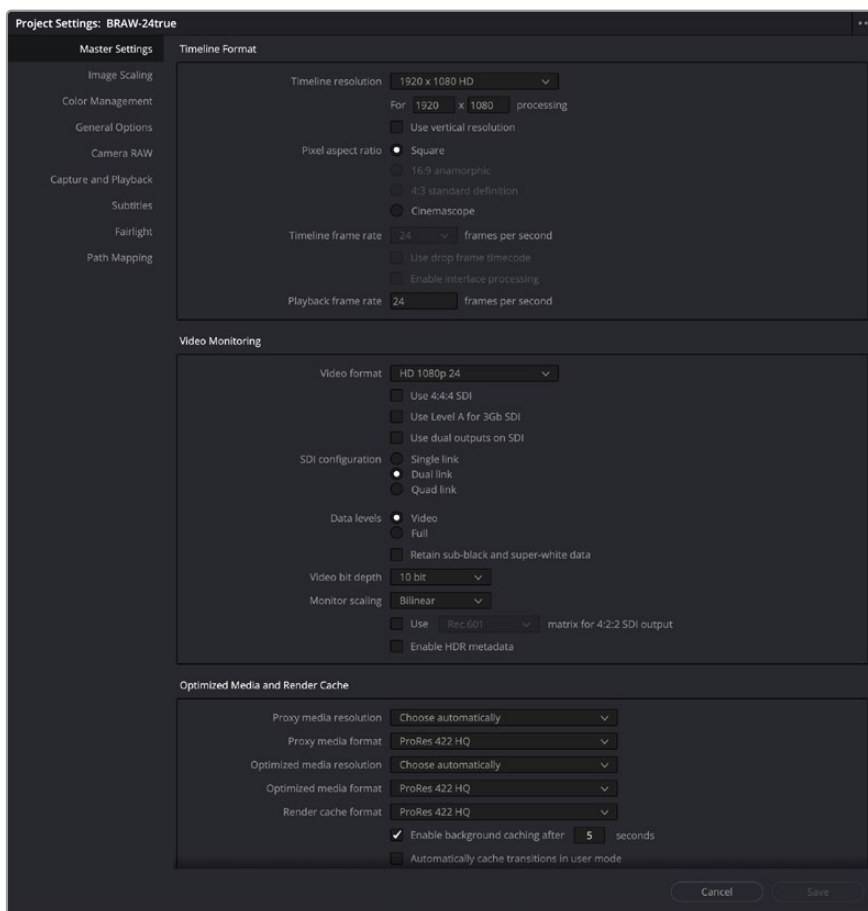 Project Settings: BRAW-24true
Master Settings
Image Scaling
Color Management
General Options
Camera RAW
Capture and Playback
Subtitles
Fairlight
Path Mapping
Timeline Format
Timeline resolution 1920 x 1080 HD
For 1920 x 1080 processing
Use vertical resolution
Pixel aspect ratio Square
16:9 anamorphic
4:3 standard definition
Cinemascope
Timeline frame rate 24 frames per second
Use drop frame timecode
Enable interlace processing
Playback frame rate 24 frames per second
Video Monitoring
Video format HD 1080p 24
Use 4:4:4 SDI
Use Level A for 3Gb SDI
Use dual outputs on SDI
SDI configuration Single link
Dual link
Quad link
Data levels Video
Full
Retain sub-black and super-white data
Video bit depth 10 bit
Monitor scaling Bilinear
Use Rec.601 matrix for 4:2:2 SDI output
Enable HDR metadata
Optimized Media and Render Cache
Proxy media resolution Choose automatically
Proxy media format ProRes 422 HQ
Optimized media resolution Choose automatically
Optimized media format ProRes 422 HQ
Render cache format ProRes 422 HQ
Enable background caching after 5 seconds
Automatically cache transitions in user mode
Cancel Save